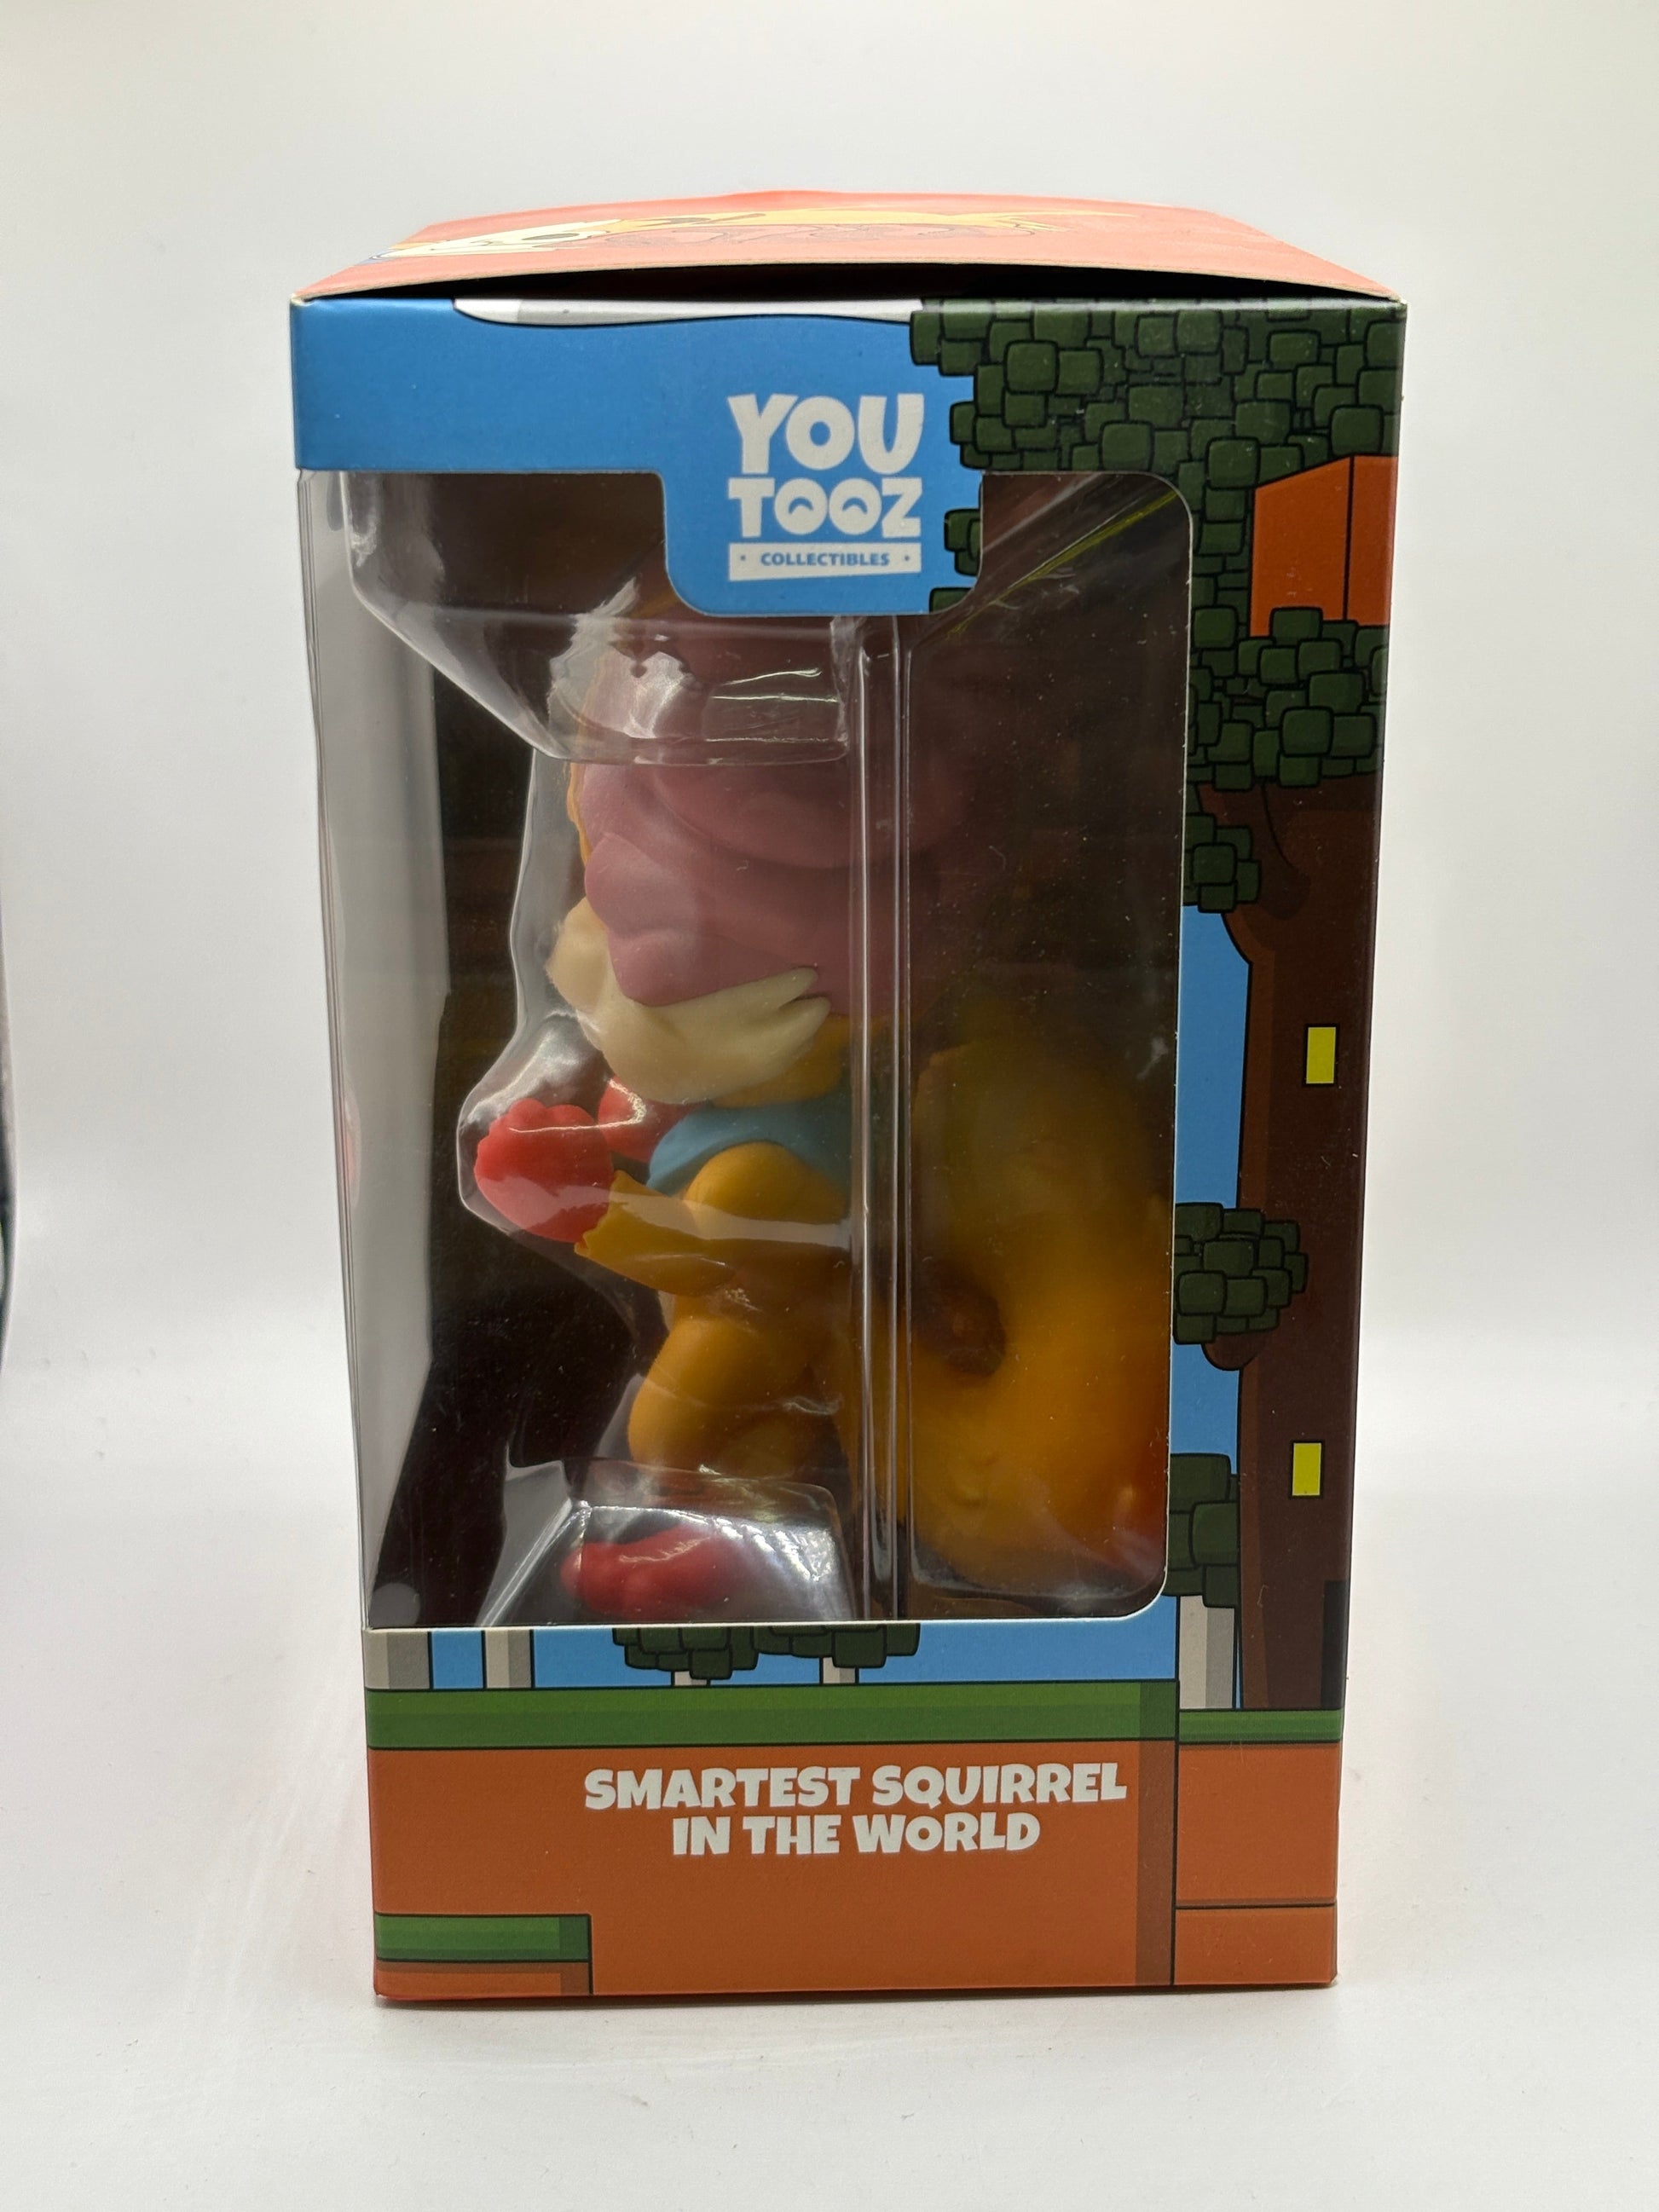 YOU
TOOZ
• COLLECTIBLES •
SMARTEST SQUIRREL
IN THE WORLD